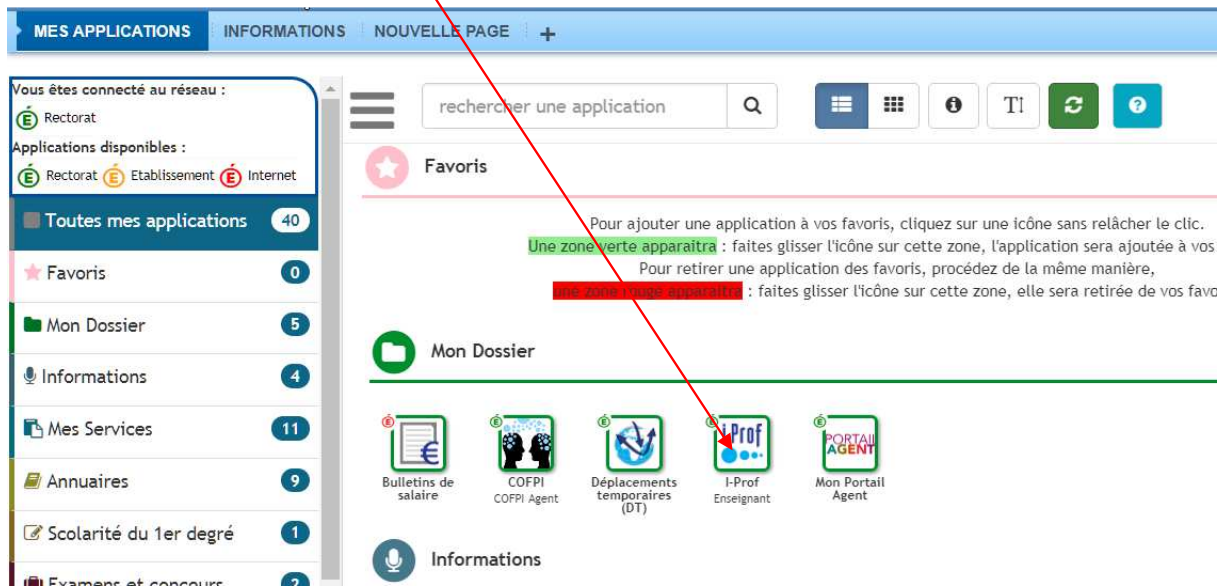 MES APPLICATIONS INFORMATIONS NOUVELLE PAGE +
Vous êtes connecté au réseau :
É Rectorat
Applications disponibles :
É Rectorat É Etablissement É Internet
Toutes mes applications 40
Favoris 0
Mon Dossier 5
Informations 4
Mes Services 11
Annuaires 9
Scolarité du 1er degré 1
Examens et concours 2
rechercher une application
Favoris
Pour ajouter une application à vos favoris, cliquez sur une icône sans relâcher le clic.
Une zone verte apparaitra : faites glisser l'icône sur cette zone, l'application sera ajoutée à vos
Pour retirer une application des favoris, procédez de la même manière,
une zone rouge apparaitra : faites glisser l'icône sur cette zone, elle sera retirée de vos favo
Mon Dossier
É É É É É
i-Prof PORTAIL AGENT
Bulletins de salaire
COFPI
COFPI Agent
Déplacements temporaires (DT)
I-Prof
Enseignant
Mon Portail Agent
Informations